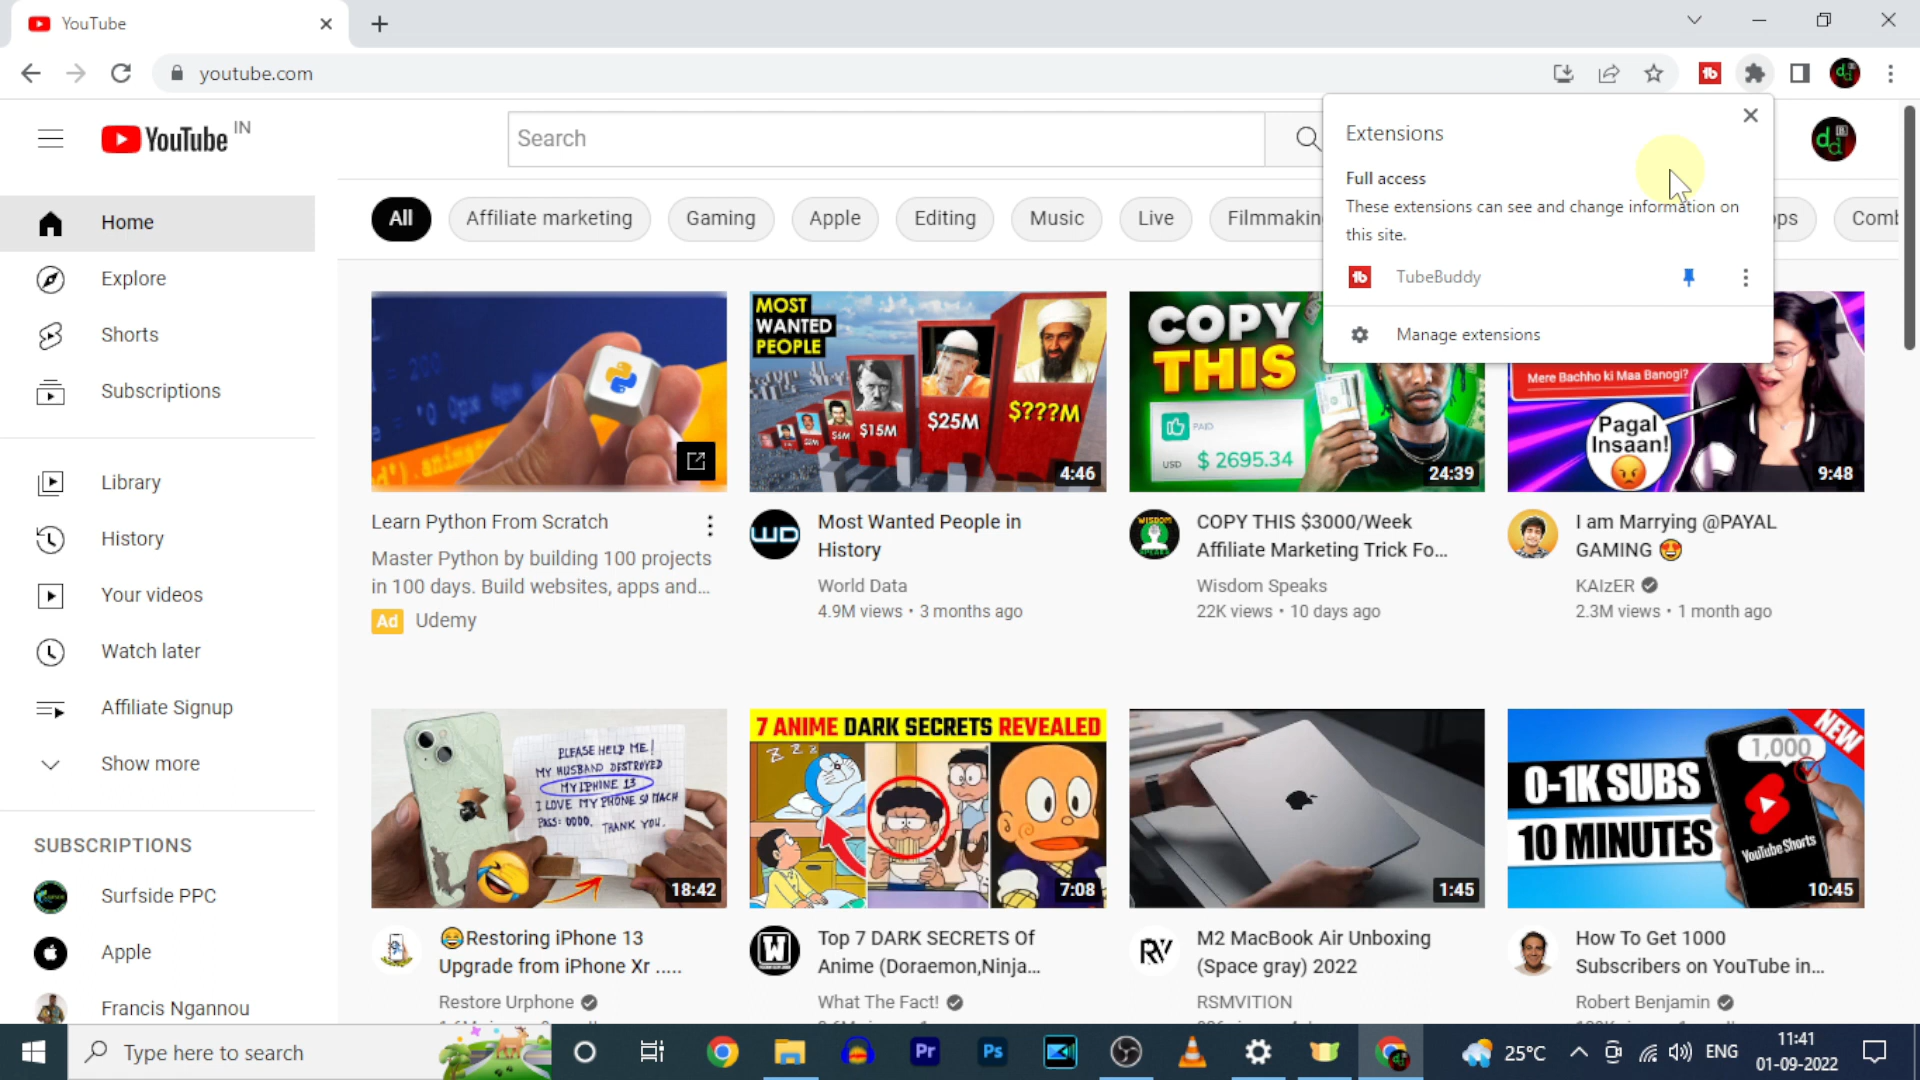 YouTube
youtube.com
YouTube IN
Search
Extensions
Full access
These extensions can see and change information on
this site.
TubeBuddy
Manage extensions
All
Affiliate marketing
Gaming
Apple
Editing
Music
Live
Home
Explore
Shorts
Subscriptions
Library
History
Your videos
Watch later
Affiliate Signup
Show more
SUBSCRIPTIONS
Surfside PPC
Apple
Francis Ngannou
MOST
WANTED
PEOPLE
$6M
$15M
$25M
$???M
4:46
COPY
THIS
PAID
USD $ 2695.34
24:39
Mere Bachho ki Maa Banogi?
Pagal
Insaan!
9:48
Learn Python From Scratch
Master Python by building 100 projects
in 100 days. Build websites, apps and...
Ad Udemy
Most Wanted People in
History
World Data
4.9M views • 3 months ago
COPY THIS $3000/Week
Affiliate Marketing Trick Fo...
Wisdom Speaks
22K views • 10 days ago
I am Marrying @PAYAL
GAMING 😍
KAIzER
2.3M views • 1 month ago
PLEASE HELP ME!
MY HUSBAND DESTROYED
MY IPHONE 13
I LOVE MY PHONE SO MACH
PASS: 0000. THANK YOU.
18:42
7 ANIME DARK SECRETS REVEALED
Z Z Z
7:08
1:45
NEW
1,000
0-1K SUBS
10 MINUTES
YouTube Shorts
10:45
😂Restoring iPhone 13
Upgrade from iPhone Xr .....
Restore Urphone
Top 7 DARK SECRETS Of
Anime (Doraemon,Ninja...
What The Fact!
M2 MacBook Air Unboxing
(Space gray) 2022
RSMVITION
How To Get 1000
Subscribers on YouTube in...
Robert Benjamin
Type here to search
Pr
Ps
25°C
ENG
11:41
01-09-2022